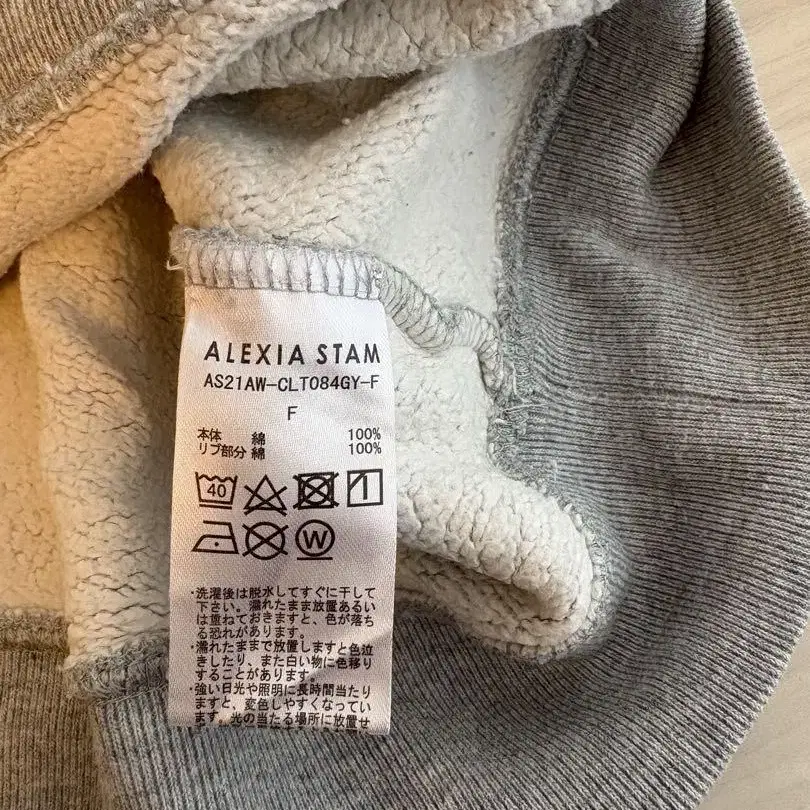 ALEXIA STAM
AS21AW-CLT084GY-F
F
本体 綿 100%
リブ部分 綿 100%
40
W
・洗濯後は脱水してすぐに干して
下さい。濡れたまま放置あるい
は重ねておきますと、色が落ち
る恐れがあります。
・濡れたままで放置しますと色泣
きしたり、また白い物に色移り
することがあります。
・強い日光や照明に長時間当たり
ますと、変色しやすくなってい
ます。光の当たる場所に放置せ